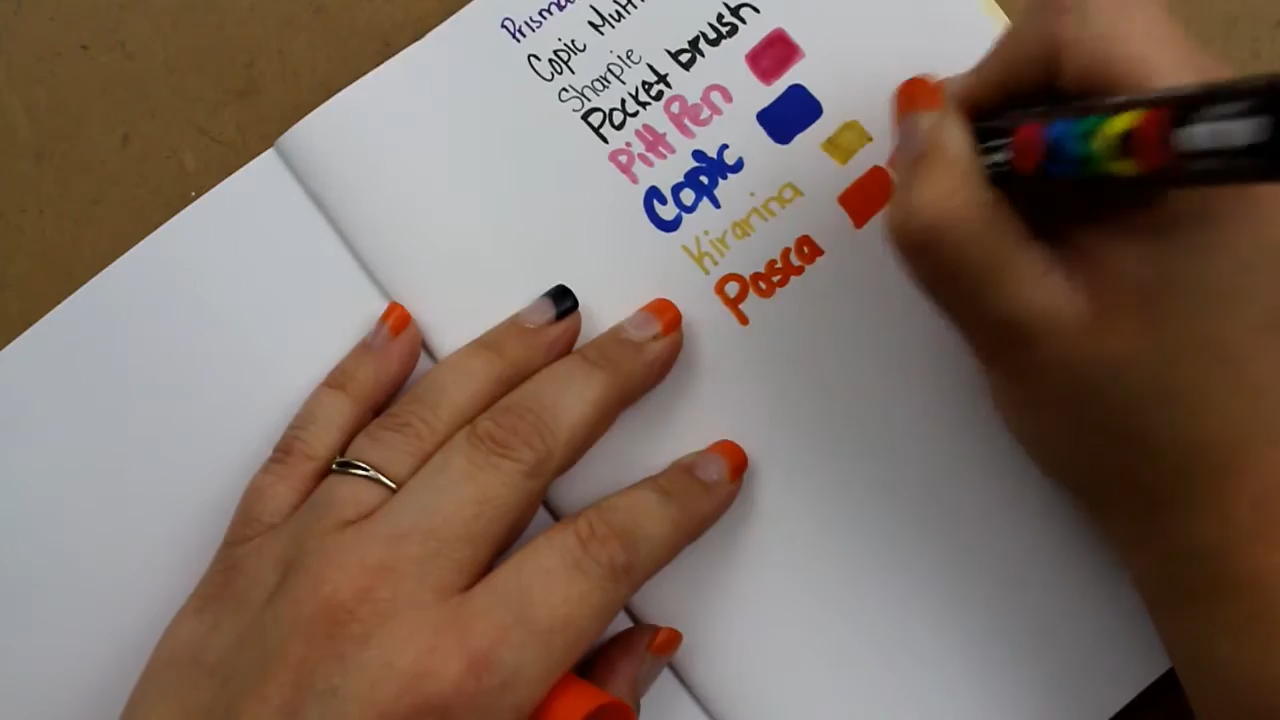 Copic
Sharpie
Pocket brush
Pitt Pen
Copic
Kirarina
Posca